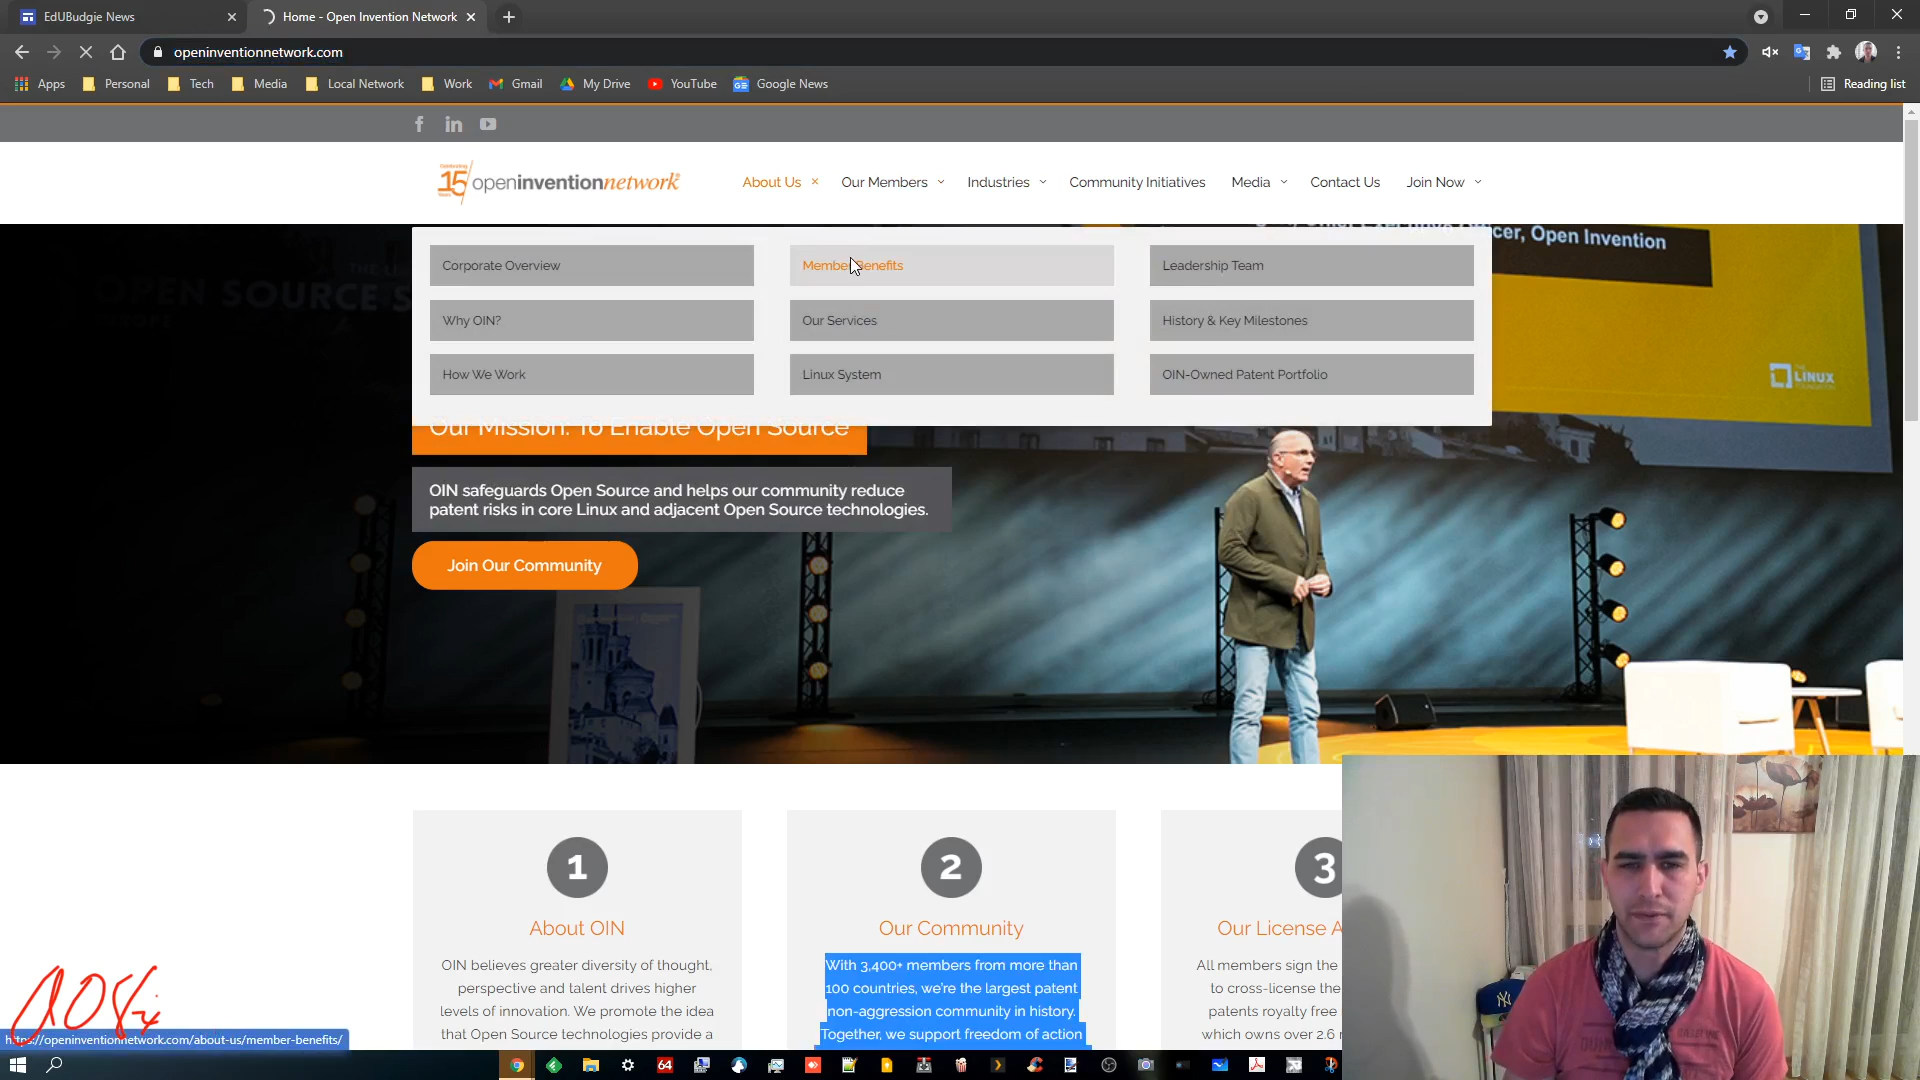 EdUBudgie News
Home - Open Invention Network
openinventionnetwork.com
Apps
Personal
Tech
Media
Local Network
Work
Gmail
My Drive
YouTube
Google News
Reading list
15 openinventionnetwork
About Us
Our Members
Industries
Community Initiatives
Media
Contact Us
Join Now
Officer, Open Invention
Corporate Overview
Member Benefits
Leadership Team
Why OIN?
Our Services
History & Key Milestones
How We Work
Linux System
OIN-Owned Patent Portfolio
OPEN SOURCE S
LINUX
Our Mission: To Enable Open Source
OIN safeguards Open Source and helps our community reduce
patent risks in core Linux and adjacent Open Source technologies.
Join Our Community
1
About OIN
OIN believes greater diversity of thought,
perspective and talent drives higher
levels of innovation. We promote the idea
that Open Source technologies provide a
2
Our Community
With 3,400+ members from more than
100 countries, we're the largest patent
non-aggression community in history.
Together, we support freedom of action
3
Our License A
All members sign the
to cross-license the
patents royalty free
which owns over 2.6
https://openinventionnetwork.com/about-us/member-benefits/
64